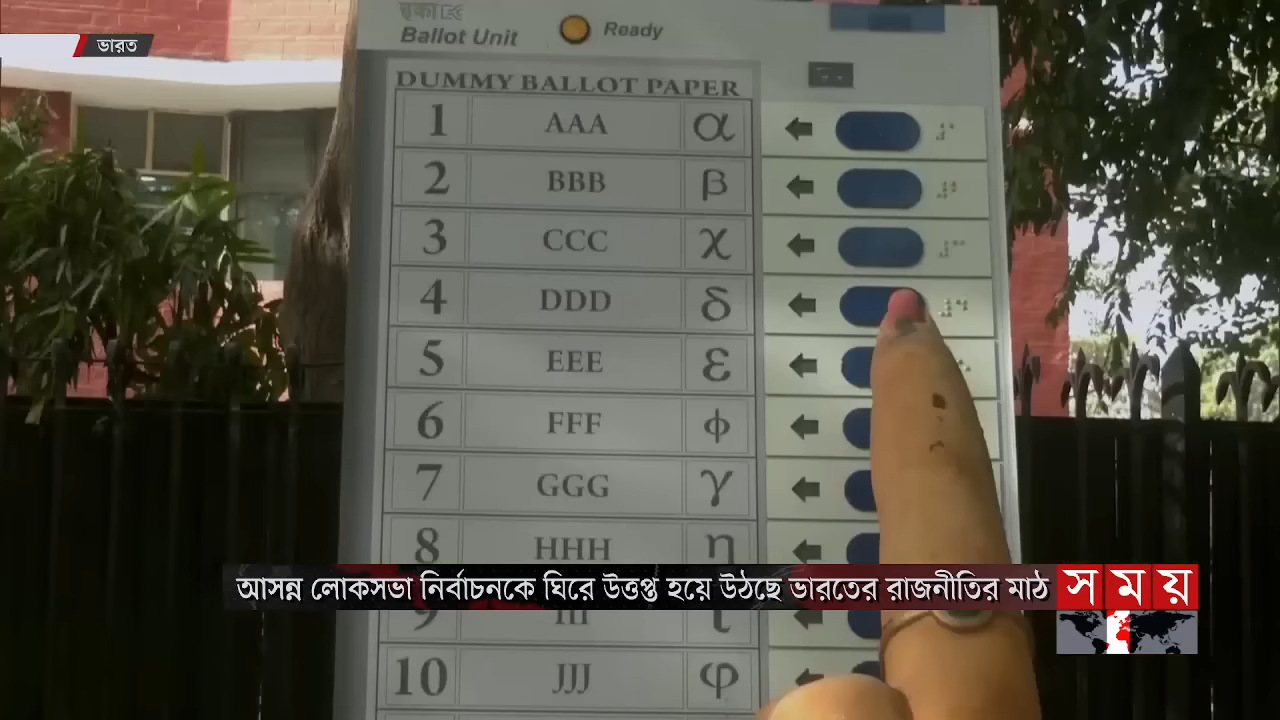 ভারত
Ballot Unit
Ready
DUMMY BALLOT PAPER
1 AAA α
2 BBB β
3 CCC χ
4 DDD δ
5 EEE ε
6 FFF φ
7 GGG γ
8 HHH η
আসন্ন লোকসভা নির্বাচনকে ঘিরে উত্তপ্ত হয়ে উঠছে ভারতের রাজনীতির মাঠ
সময়
9 III ι
10 JJJ φ